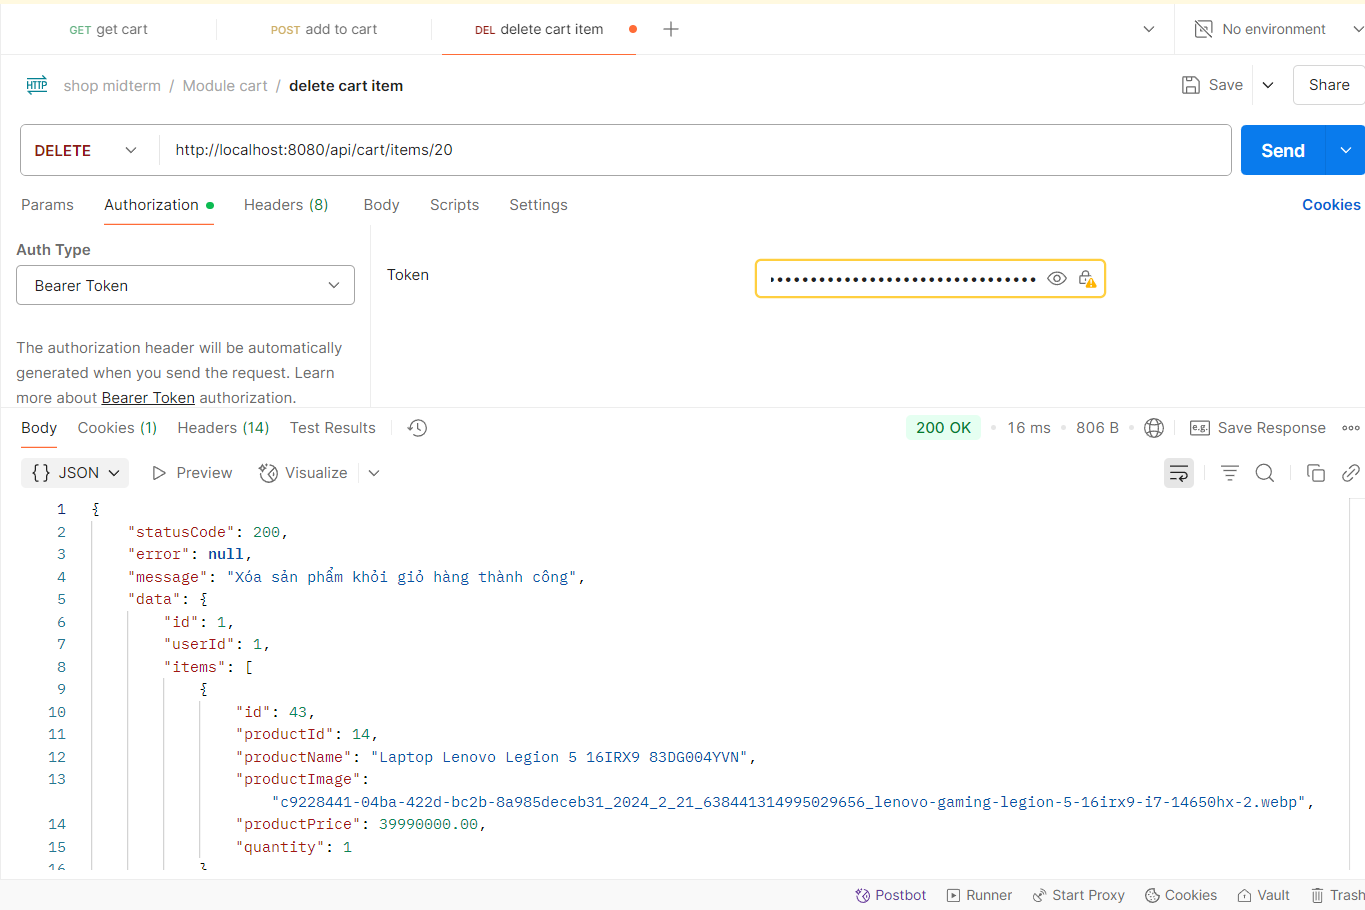 GET get cart POST add to cart DEL delete cart item No environment
HTTP shop midterm / Module cart / delete cart item Save Share
DELETE http://localhost:8080/api/cart/items/20 Send
Params Authorization Headers (8) Body Scripts Settings Cookies
Auth Type
Bearer Token
Token
The authorization header will be automatically
generated when you send the request. Learn
more about Bearer Token authorization.
Body Cookies (1) Headers (14) Test Results 200 OK 16 ms 806 B e.g. Save Response
{} JSON Preview Visualize
1 {
2 "statusCode": 200,
3 "error": null,
4 "message": "Xóa sản phẩm khỏi giỏ hàng thành công",
5 "data": {
6 "id": 1,
7 "userId": 1,
8 "items": [
9 {
10 "id": 43,
11 "productId": 14,
12 "productName": "Laptop Lenovo Legion 5 16IRX9 83DG004YVN",
13 "productImage":
"c9228441-04ba-422d-bc2b-8a985deceb31_2024_2_21_638441314995029656_lenovo-gaming-legion-5-16irx9-i7-14650hx-2.webp",
14 "productPrice": 39990000.00,
15 "quantity": 1
16 }
Postbot Runner Start Proxy Cookies Vault Trash